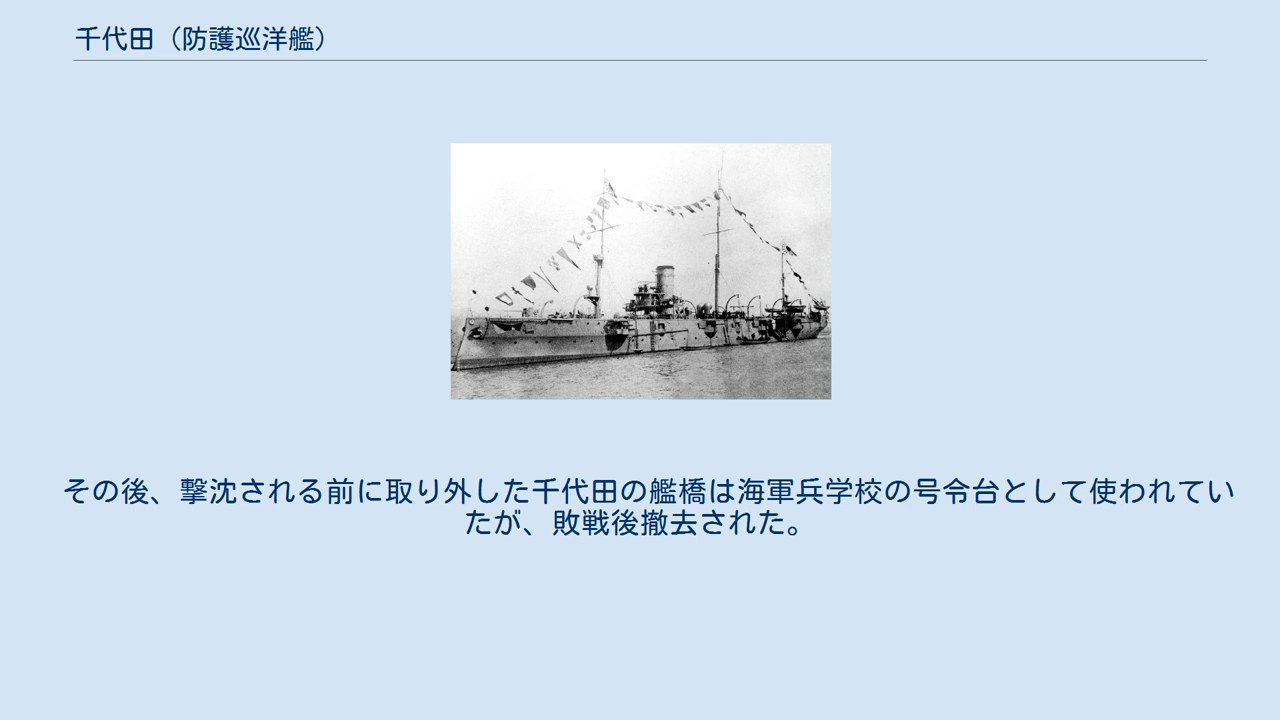 千代田（防護巡洋艦）
その後、撃沈される前に取り外した千代田の艦橋は海軍兵学校の号令台として使われてい
たが、敗戦後撤去された。